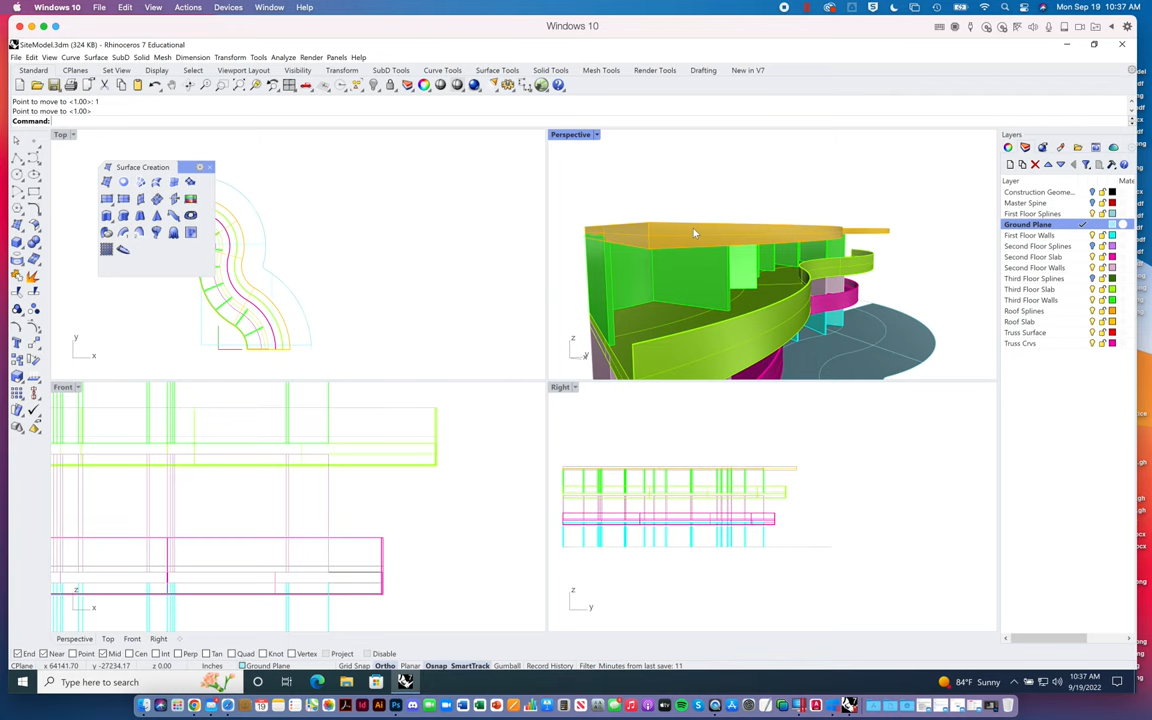 Windows 10 File Edit View Actions Devices Window Help Mon Sep 19 10:37 AM
Windows 10
SiteModel.3dm (324 KB) - Rhinoceros 7 Educational
File Edit View Curve Surface SubD Solid Mesh Dimension Transform Tools Analyze Render Panels Help
Standard CPlanes Set View Display Select Viewport Layout Visibility Transform SubD Tools Curve Tools Surface Tools Solid Tools Mesh Tools Render Tools Drafting New in V7
Point to move to <1.00>: 1
Point to move to <1.00>
Command:
Top
Perspective
Layers
Surface Creation
Layer Mate
Construction Geome...
Master Spine
First Floor Splines
Ground Plane
First Floor Walls
Second Floor Splines
Second Floor Slab
Second Floor Walls
Third Floor Splines
Third Floor Slab
Third Floor Walls
Roof Splines
Roof Slab
Truss Surface
Truss Crvs
y
x
z
x
y
Front
Right
z
x
z
y
Perspective Top Front Right
End Near Point Mid Cen Int Perp Tan Quad Knot Vertex Project Disable
CPlane x 64141.70 y -27234.17 z 0.00 Inches Ground Plane Grid Snap Ortho Planar Osnap SmartTrack Gumball Record History Filter Minutes from last save: 11
Type here to search
84°F Sunny
10:37 AM
9/19/2022